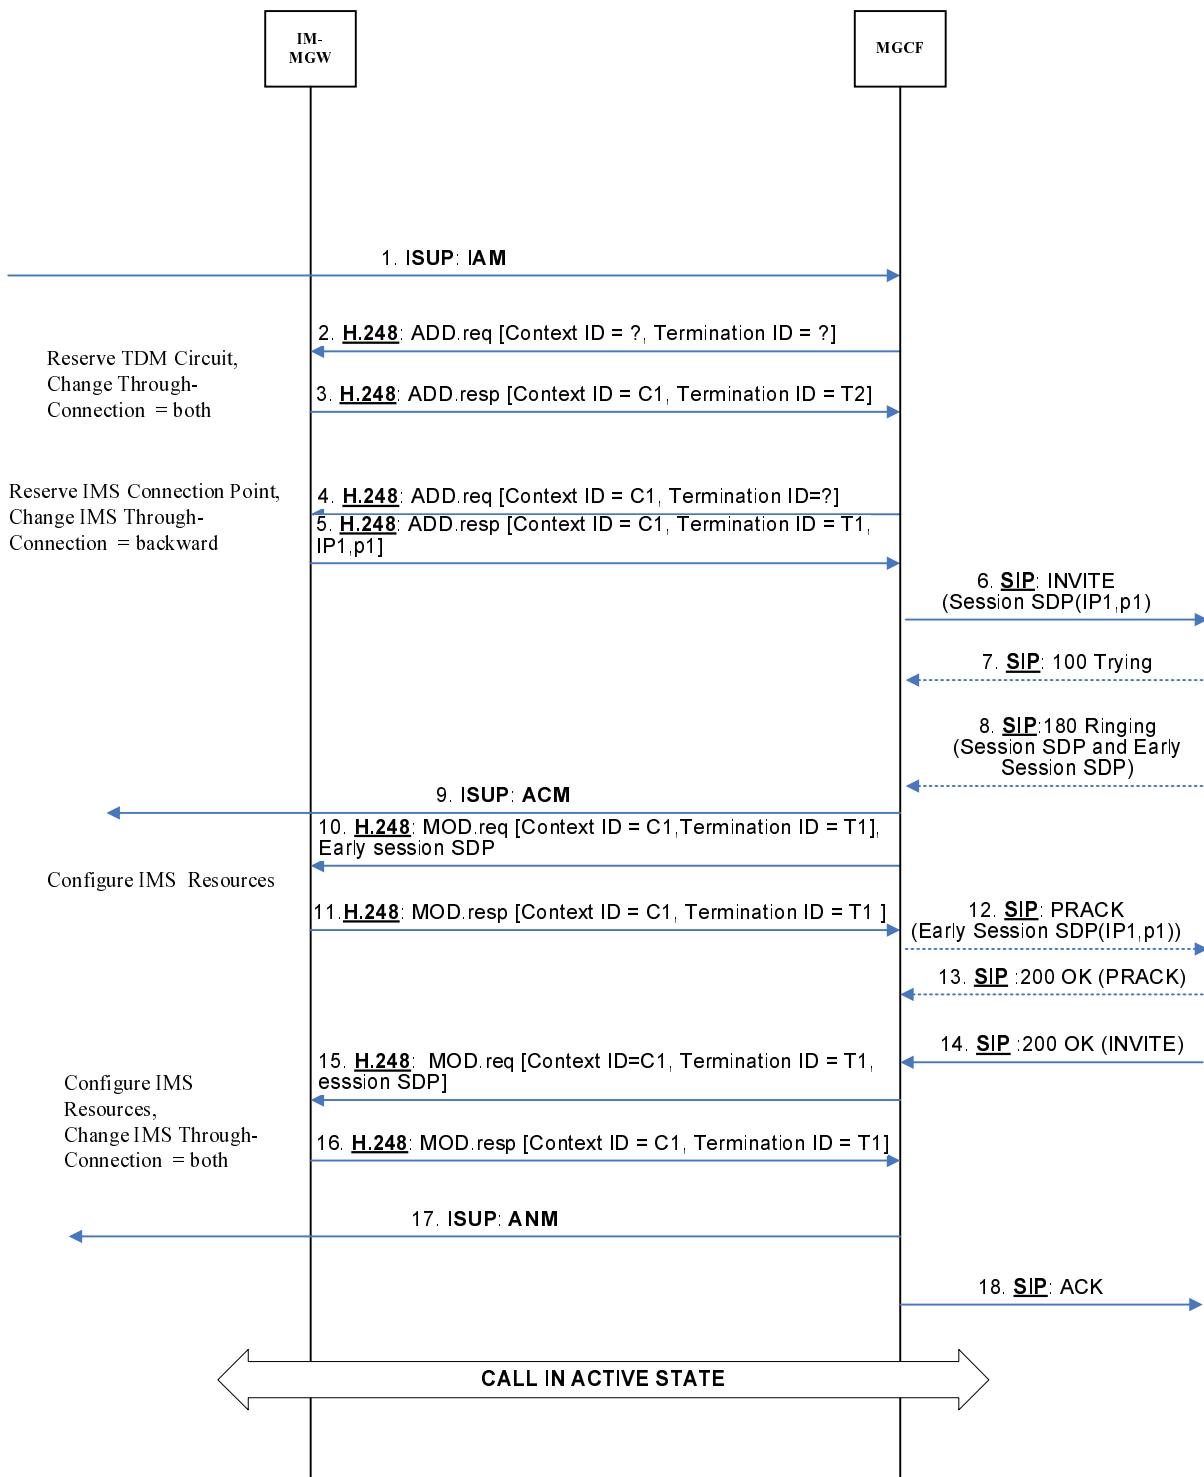 IM-
MGW
MGCF
1. ISUP: IAM
2. H.248: ADD.req [Context ID = ?, Termination ID = ?]
Reserve TDM Circuit,
Change Through-
Connection = both
3. H.248: ADD.resp [Context ID = C1, Termination ID = T2]
Reserve IMS Connection Point,
Change IMS Through-
Connection = backward
4. H.248: ADD.req [Context ID = C1, Termination ID=?]
5. H.248: ADD.resp [Context ID = C1, Termination ID = T1,
IP1,p1]
6. SIP: INVITE
(Session SDP(IP1,p1)
7. SIP: 100 Trying
8. SIP:180 Ringing
(Session SDP and Early
Session SDP)
9. ISUP: ACM
10. H.248: MOD.req [Context ID = C1,Termination ID = T1],
Early session SDP
Configure IMS Resources
11.H.248: MOD.resp [Context ID = C1, Termination ID = T1 ]
12. SIP: PRACK
(Early Session SDP(IP1,p1))
13. SIP :200 OK (PRACK)
14. SIP :200 OK (INVITE)
15. H.248: MOD.req [Context ID=C1, Termination ID = T1,
esssion SDP]
Configure IMS
Resources,
Change IMS Through-
Connection = both
16. H.248: MOD.resp [Context ID = C1, Termination ID = T1]
17. ISUP: ANM
18. SIP: ACK
CALL IN ACTIVE STATE